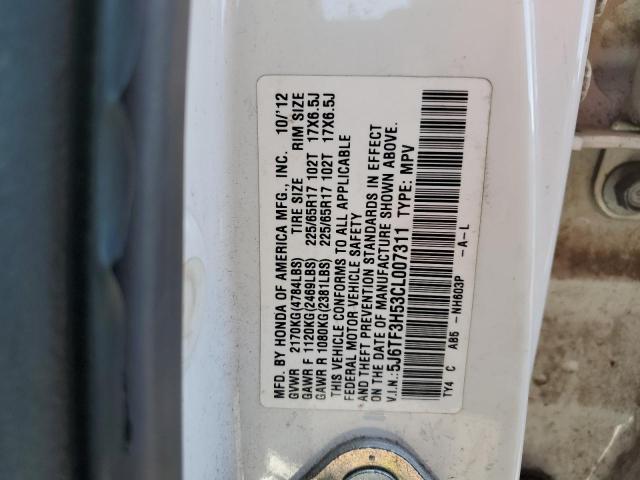 MFD. BY HONDA OF AMERICA MFG., INC. 10/'12
GVWR 2170KG(4784LBS) TIRE SIZE RIM SIZE
GAWR F 1120KG(2469LBS) 225/65R17 102T 17X6.5J
GAWR R 1080KG(2381LBS) 225/65R17 102T 17X6.5J
THIS VEHICLE CONFORMS TO ALL APPLICABLE
FEDERAL MOTOR VEHICLE SAFETY
AND THEFT PREVENTION STANDARDS IN EFFECT
ON THE DATE OF MANUFACTURE SHOWN ABOVE.
V.I.N.: 5J6TF3H53CL007311 TYPE: MPV
TY4 C AB5 -NH603P -A-L